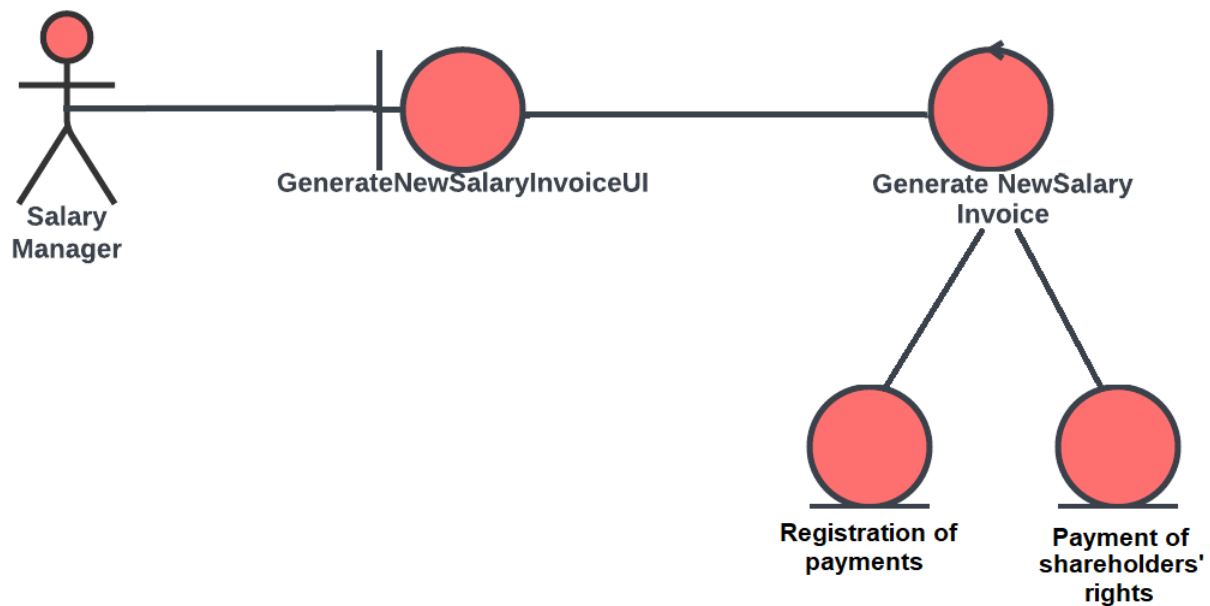 GenerateNewSalaryInvoiceUI
Generate NewSalary
Invoice
Salary
Manager
Registration of
payments
Payment of
shareholders'
rights